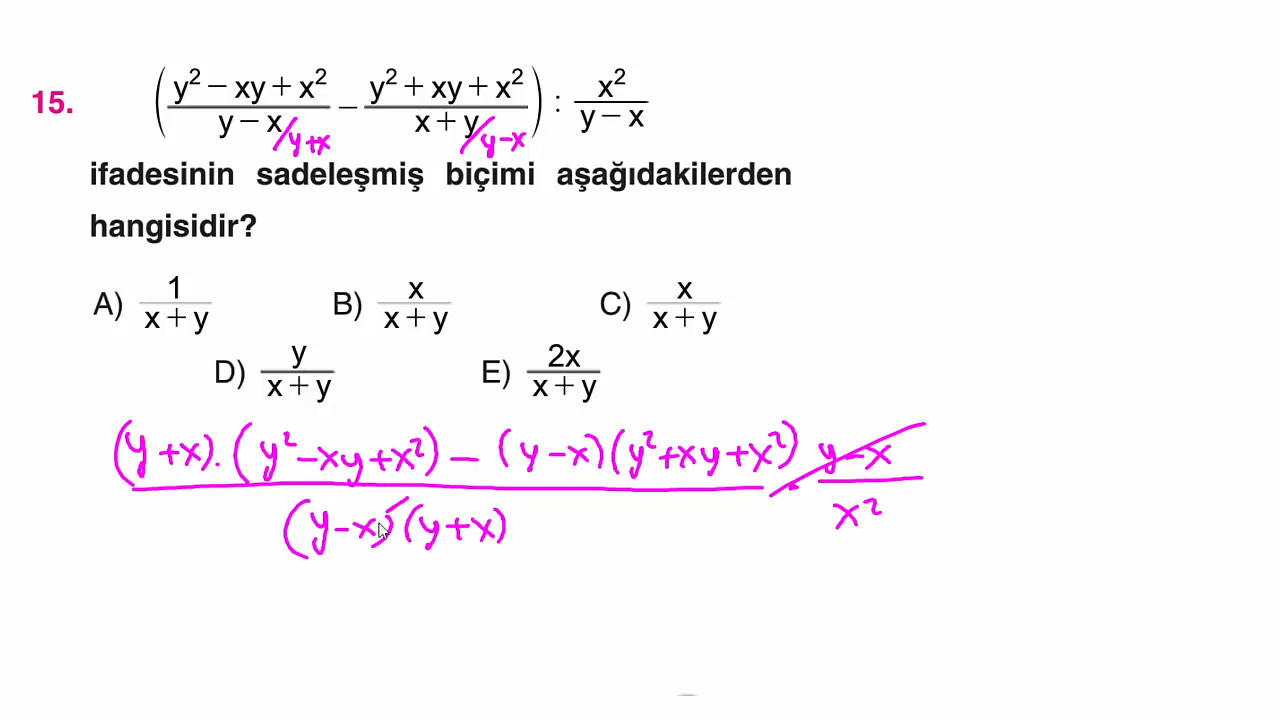 15. (y² − xy + x² / y − x − y² + xy + x² / x + y) : x² / y − x
/y+x /y−x
ifadesinin sadeleşmiş biçimi aşağıdakilerden
hangisidir?
A) 1 / x + y B) x / x + y C) x / x + y
D) y / x + y E) 2x / x + y
(y+x).(y²−xy+x²) − (y−x)(y²+xy+x²) . y−x
(y−x)(y+x) x²